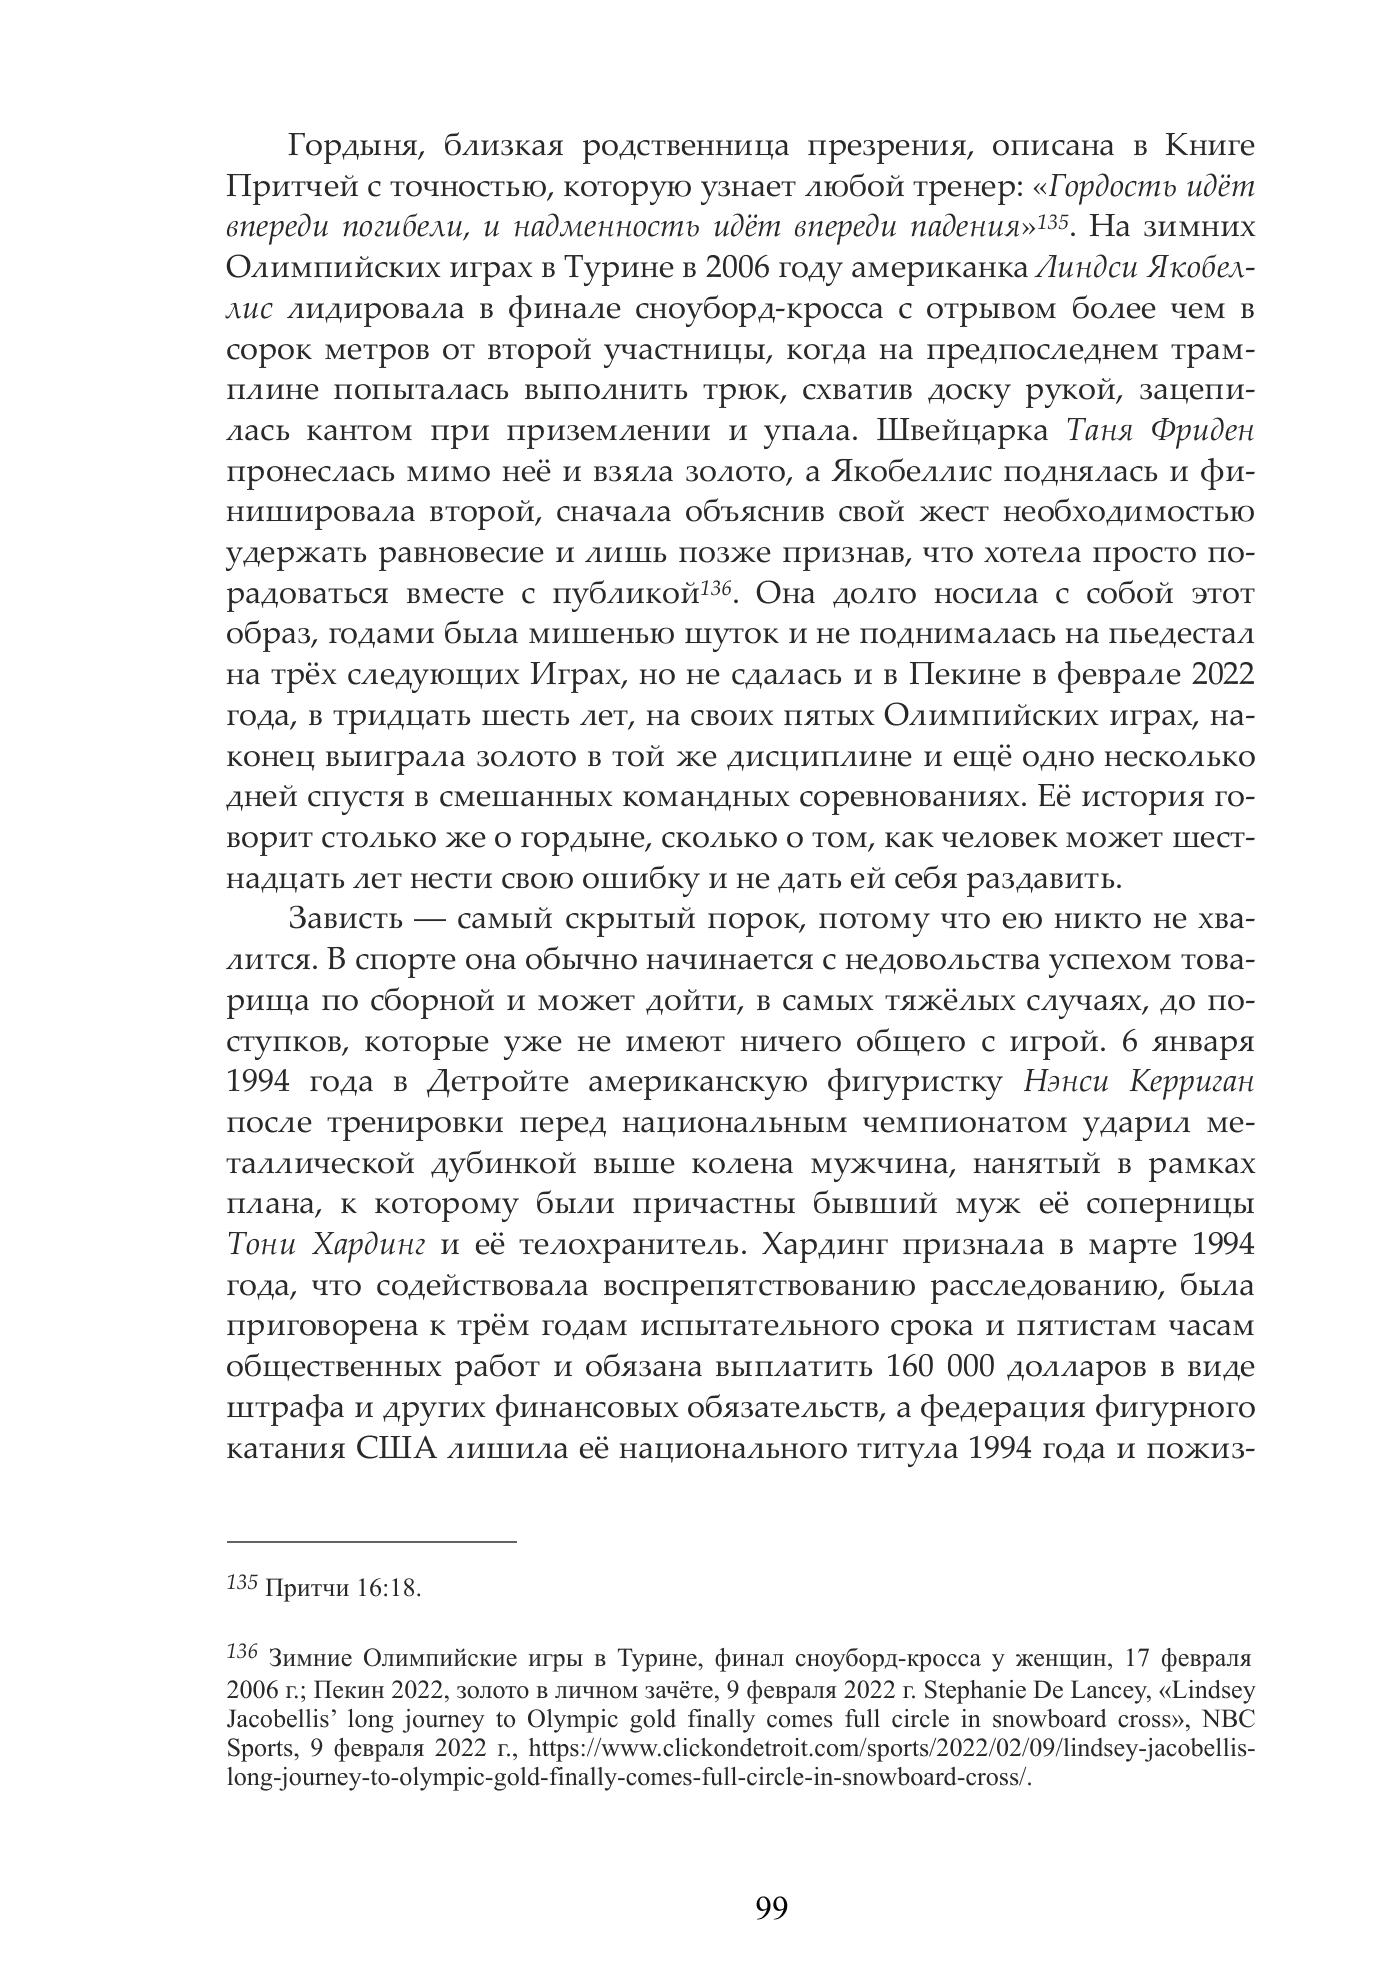 Гордыня, близкая родственница презрения, описана в Книге
Притчей с точностью, которую узнает любой тренер: «Гордость идёт
впереди погибели, и надменность идёт впереди падения»135. На зимних
Олимпийских играх в Турине в 2006 году американка Линдси Якобел-
лис лидировала в финале сноуборд-кросса с отрывом более чем в
сорок метров от второй участницы, когда на предпоследнем трам-
плине попыталась выполнить трюк, схватив доску рукой, зацепи-
лась кантом при приземлении и упала. Швейцарка Таня Фриден
пронеслась мимо неё и взяла золото, а Якобеллис поднялась и фи-
нишировала второй, сначала объяснив свой жест необходимостью
удержать равновесие и лишь позже признав, что хотела просто по-
радоваться вместе с публикой136. Она долго носила с собой этот
образ, годами была мишенью шуток и не поднималась на пьедестал
на трёх следующих Играх, но не сдалась и в Пекине в феврале 2022
года, в тридцать шесть лет, на своих пятых Олимпийских играх, на-
конец выиграла золото в той же дисциплине и ещё одно несколько
дней спустя в смешанных командных соревнованиях. Её история го-
ворит столько же о гордыне, сколько о том, как человек может шест-
надцать лет нести свою ошибку и не дать ей себя раздавить.
Зависть — самый скрытый порок, потому что ею никто не хва-
лится. В спорте она обычно начинается с недовольства успехом това-
рища по сборной и может дойти, в самых тяжёлых случаях, до по-
ступков, которые уже не имеют ничего общего с игрой. 6 января
1994 года в Детройте американскую фигуристку Нэнси Керриган
после тренировки перед национальным чемпионатом ударил ме-
таллической дубинкой выше колена мужчина, нанятый в рамках
плана, к которому были причастны бывший муж её соперницы
Тони Хардинг и её телохранитель. Хардинг признала в марте 1994
года, что содействовала воспрепятствованию расследованию, была
приговорена к трём годам испытательного срока и пятистам часам
общественных работ и обязана выплатить 160 000 долларов в виде
штрафа и других финансовых обязательств, а федерация фигурного
катания США лишила её национального титула 1994 года и пожиз-
135 Притчи 16:18.
136 Зимние Олимпийские игры в Турине, финал сноуборд-кросса у женщин, 17 февраля
2006 г.; Пекин 2022, золото в личном зачёте, 9 февраля 2022 г. Stephanie De Lancey, «Lindsey
Jacobellis’ long journey to Olympic gold finally comes full circle in snowboard cross», NBC
Sports, 9 февраля 2022 г., https://www.clickondetroit.com/sports/2022/02/09/lindsey-jacobellis-
long-journey-to-olympic-gold-finally-comes-full-circle-in-snowboard-cross/.
99